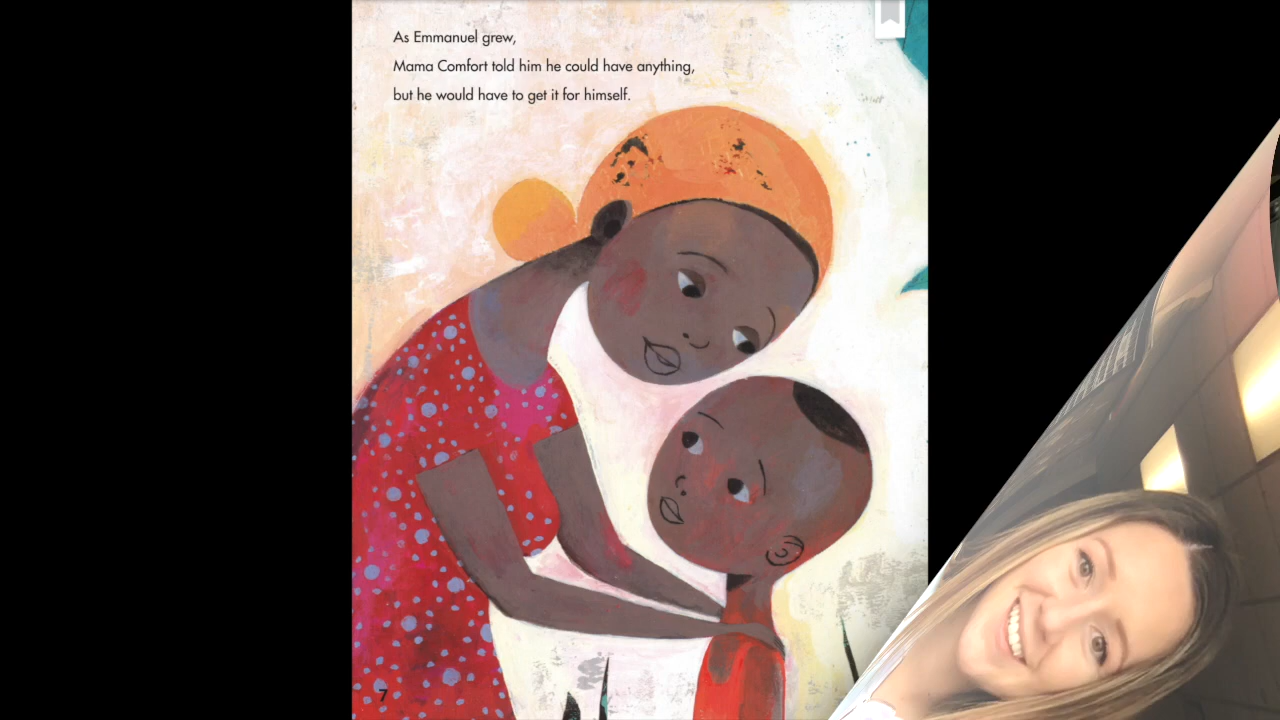 As Emmanuel grew,
Mama Comfort told him he could have anything,
but he would have to get it for himself.
7